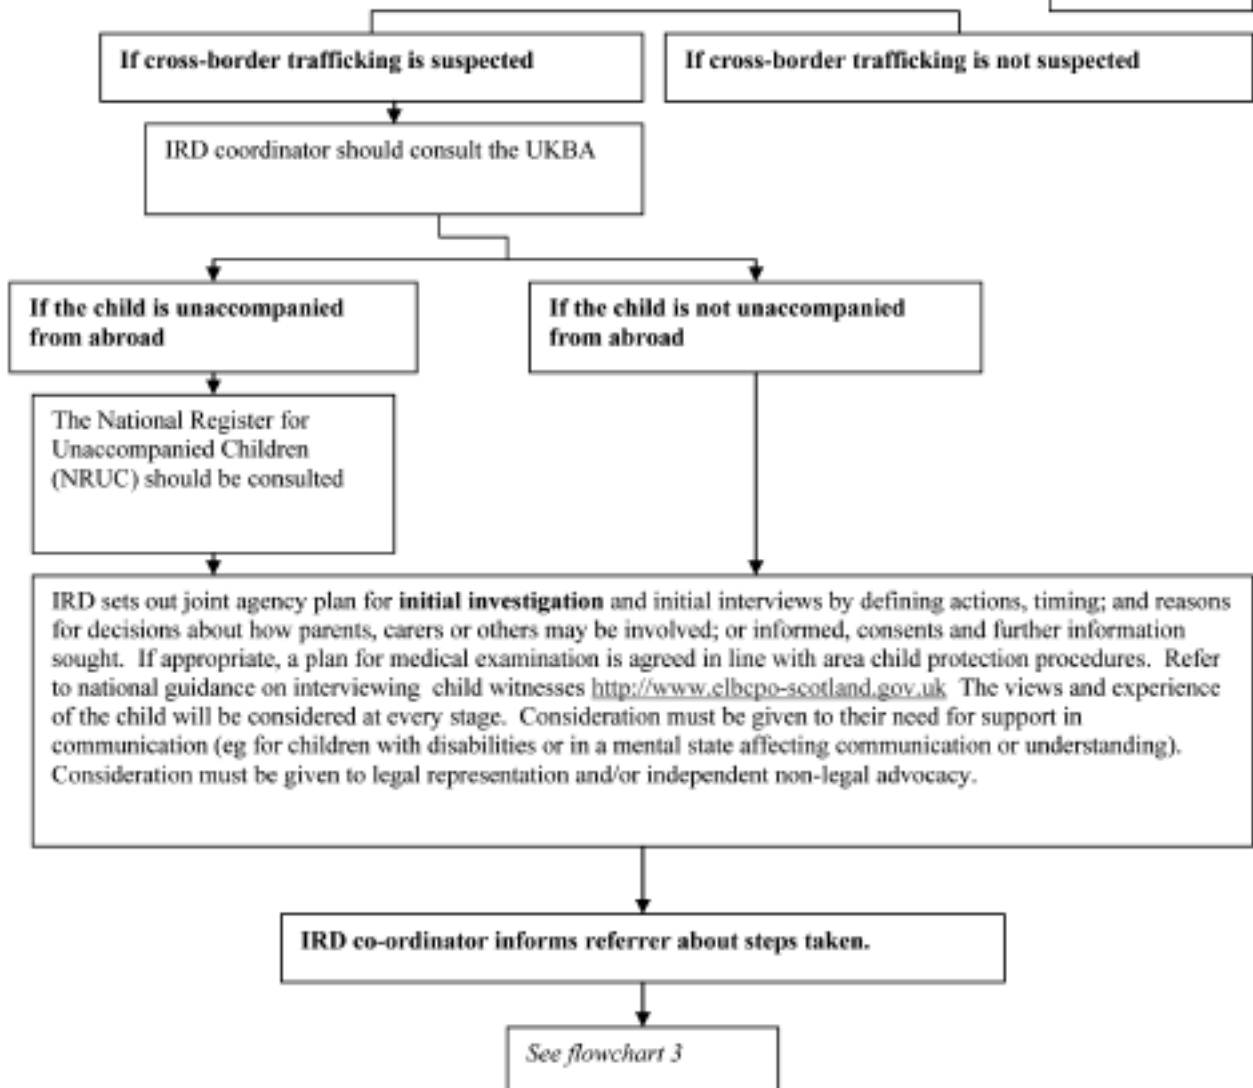 If cross-border trafficking is suspected
If cross-border trafficking is not suspected
IRD coordinator should consult the UKBA
If the child is unaccompanied
from abroad
If the child is not unaccompanied
from abroad
The National Register for
Unaccompanied Children
(NRUC) should be consulted
IRD sets out joint agency plan for initial investigation and initial interviews by defining actions, timing; and reasons
for decisions about how parents, carers or others may be involved; or informed, consents and further information
sought.  If appropriate, a plan for medical examination is agreed in line with area child protection procedures.  Refer
to national guidance on interviewing  child witnesses http://www.elbcpo-scotland.gov.uk  The views and experience
of the child will be considered at every stage.  Consideration must be given to their need for support in
communication (eg for children with disabilities or in a mental state affecting communication or understanding).
Consideration must be given to legal representation and/or independent non-legal advocacy.
IRD co-ordinator informs referrer about steps taken.
See flowchart 3